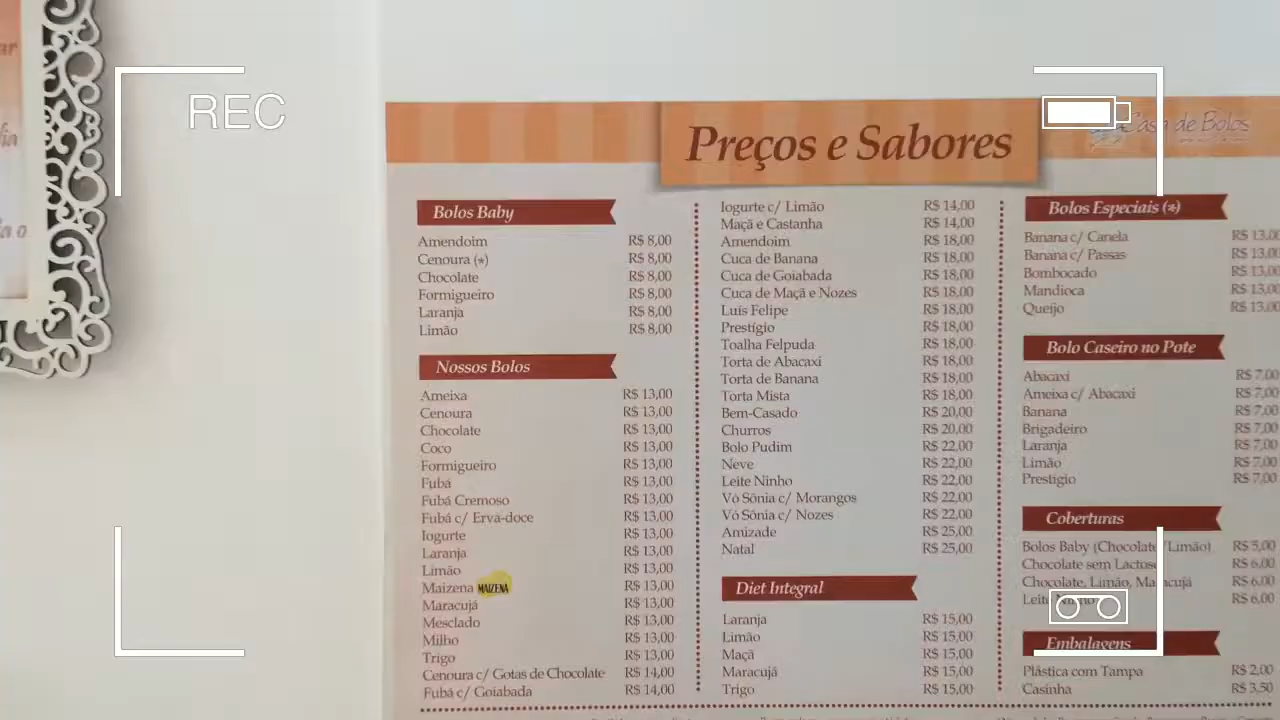 ar
REC
Casa de Bolos
Preços e Sabores
Bolos Baby
Amendoim R$ 8,00
Cenoura (*) R$ 8,00
Chocolate R$ 8,00
Formigueiro R$ 8,00
Laranja R$ 8,00
Limão R$ 8,00
Nossos Bolos
Ameixa R$ 13,00
Cenoura R$ 13,00
Chocolate R$ 13,00
Coco R$ 13,00
Formigueiro R$ 13,00
Fubá R$ 13,00
Fubá Cremoso R$ 13,00
Fubá c/ Erva-doce R$ 13,00
Iogurte R$ 13,00
Laranja R$ 13,00
Limão R$ 13,00
Maizena MAIZENA R$ 13,00
Maracujá R$ 13,00
Mesclado R$ 13,00
Milho R$ 13,00
Trigo R$ 13,00
Cenoura c/ Gotas de Chocolate R$ 14,00
Fubá c/ Goiabada R$ 14,00
Iogurte c/ Limão R$ 14,00
Maçã e Castanha R$ 14,00
Amendoim R$ 18,00
Cuca de Banana R$ 18,00
Cuca de Goiabada R$ 18,00
Cuca de Maçã e Nozes R$ 18,00
Luís Felipe R$ 18,00
Prestígio R$ 18,00
Toalha Felpuda R$ 18,00
Torta de Abacaxi R$ 18,00
Torta de Banana R$ 18,00
Torta Mista R$ 18,00
Bem-Casado R$ 20,00
Churros R$ 20,00
Bolo Pudim R$ 22,00
Neve R$ 22,00
Leite Ninho R$ 22,00
Vó Sônia c/ Morangos R$ 22,00
Vó Sônia c/ Nozes R$ 22,00
Amizade R$ 25,00
Natal R$ 25,00
Diet Integral
Laranja R$ 15,00
Limão R$ 15,00
Maçã R$ 15,00
Maracujá R$ 15,00
Trigo R$ 15,00
Bolos Especiais (*)
Banana c/ Canela R$ 13,00
Banana c/ Passas R$ 13,00
Bombocado R$ 13,00
Mandioca R$ 13,00
Queijo R$ 13,00
Bolo Caseiro no Pote
Abacaxi R$ 7,00
Ameixa c/ Abacaxi R$ 7,00
Banana R$ 7,00
Brigadeiro R$ 7,00
Laranja R$ 7,00
Limão R$ 7,00
Prestígio R$ 7,00
Coberturas
Bolos Baby (Chocolate/Limão) R$ 5,00
Chocolate sem Lactose R$ 6,00
Chocolate, Limão, Maracujá R$ 6,00
Leite Ninho R$ 6,00
Embalagens
Plástica com Tampa R$ 2,00
Casinha R$ 3,50